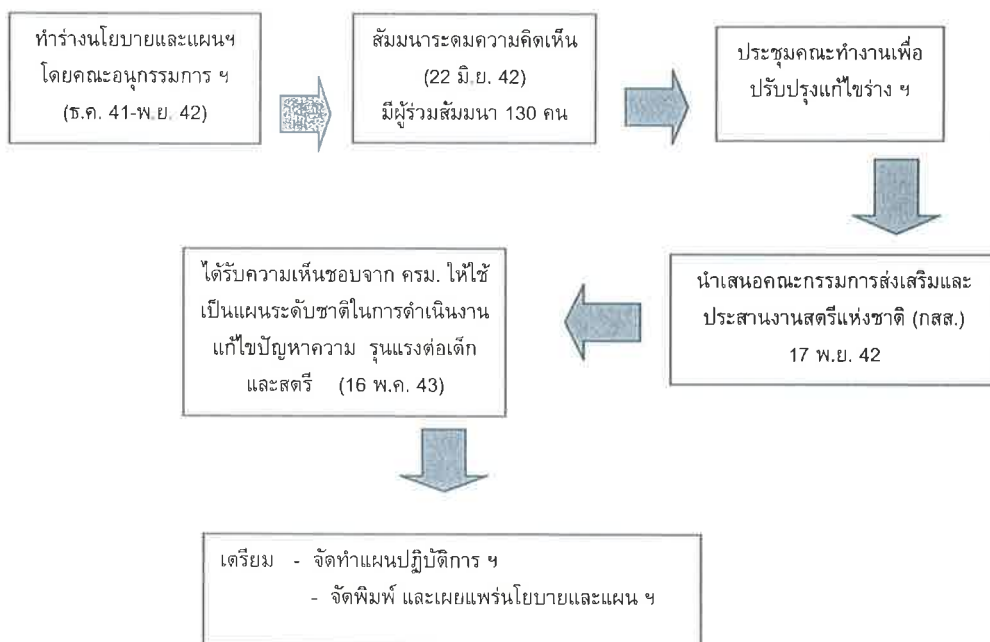 ทำร่างนโยบายและแผนฯ
โดยคณะอนุกรรมการ ฯ
(ธ.ค. 41-พ.ย. 42)
สัมมนาระดมความคิดเห็น
(22 มิ.ย. 42)
มีผู้ร่วมสัมมนา 130 คน
ประชุมคณะทำงานเพื่อ
ปรับปรุงแก้ไขร่าง ฯ
นำเสนอคณะกรรมการส่งเสริมและ
ประสานงานสตรีแห่งชาติ (กสส.)
17 พ.ย. 42
ได้รับความเห็นชอบจาก ครม. ให้ใช้
เป็นแผนระดับชาติในการดำเนินงาน
แก้ไขปัญหาความ รุนแรงต่อเด็ก
และสตรี (16 พ.ค. 43)
เตรียม - จัดทำแผนปฏิบัติการ ฯ
- จัดพิมพ์ และเผยแพร่นโยบายและแผน ฯ